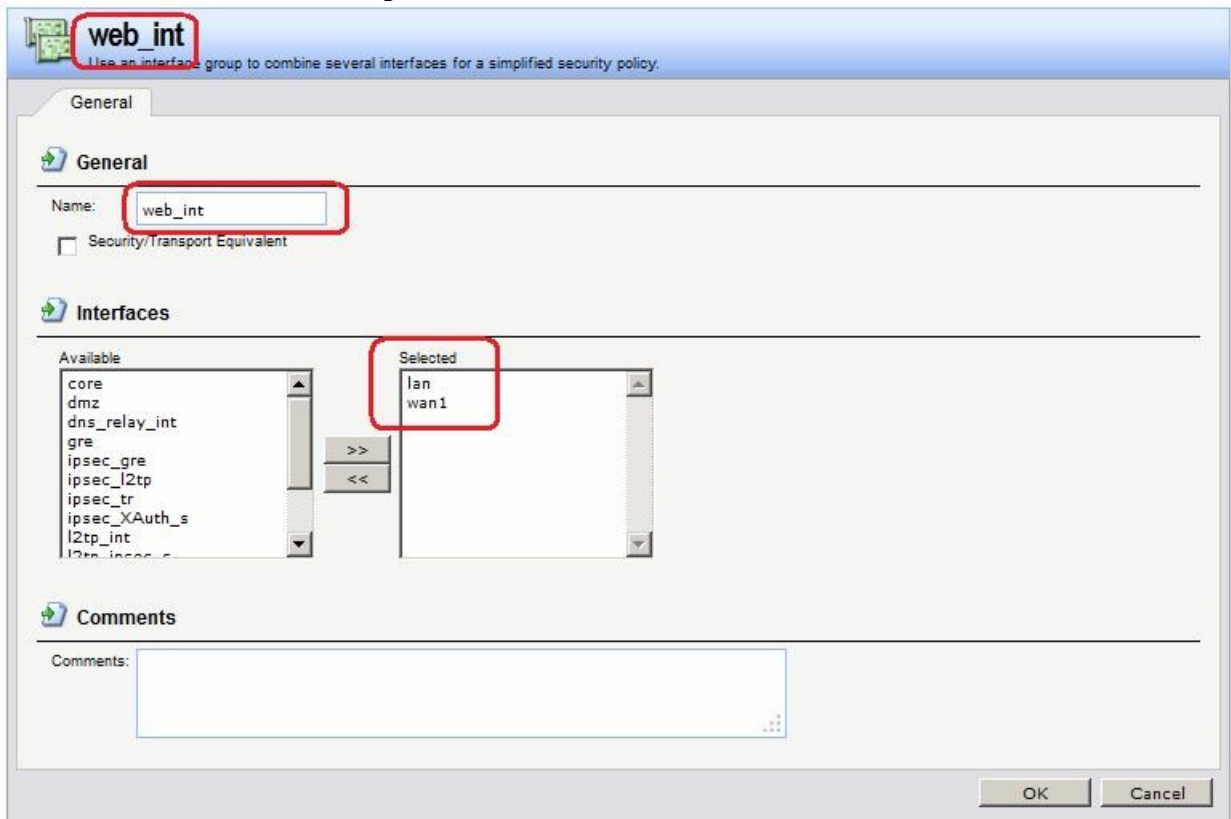 web_int
Use an interface group to combine several interfaces for a simplified security policy.
General
General
Name:
web_int
Security/Transport Equivalent
Interfaces
Available
Selected
core
dmz
dns_relay_int
gre
ipsec_gre
ipsec_l2tp
ipsec_tr
ipsec_XAuth_s
l2tp_int
l2tp_ipsec_s
lan
wan1
>>
<<
Comments
Comments:
OK
Cancel